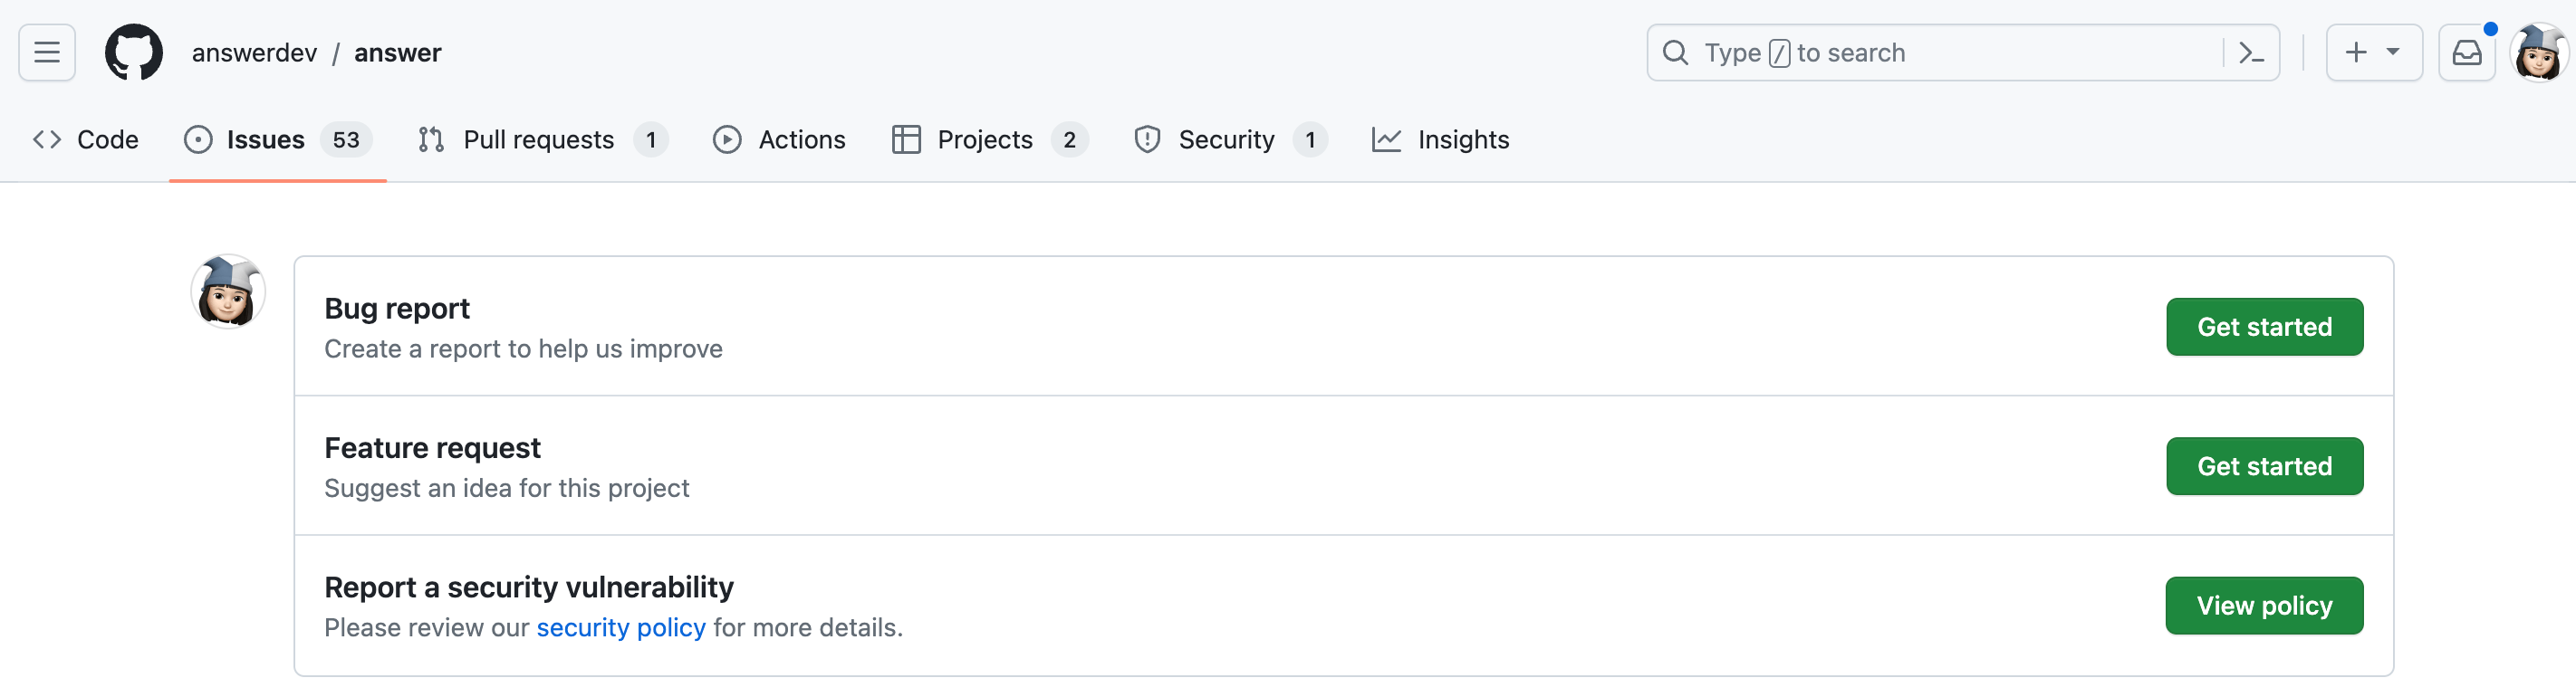 answerdev / answer
Type / to search
Code Issues 53 Pull requests 1 Actions Projects 2 Security 1 Insights
Bug report
Create a report to help us improve
Get started
Feature request
Suggest an idea for this project
Get started
Report a security vulnerability
Please review our security policy for more details.
View policy